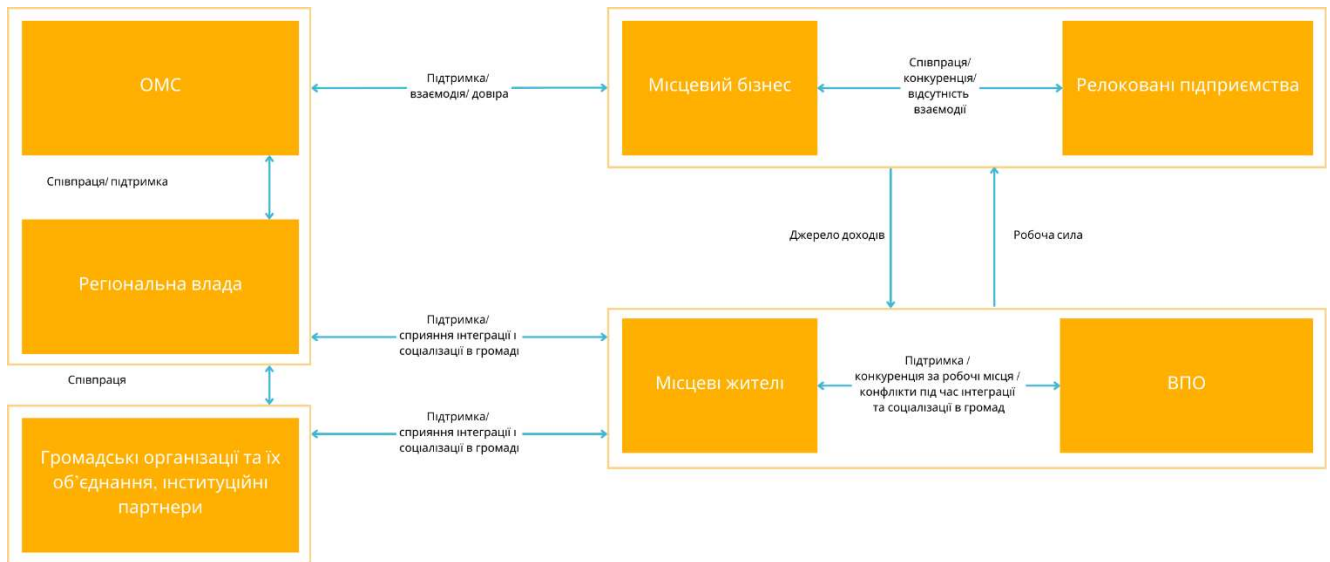 ОМС
Підтримка/
взаємодія/ довіра
Місцевий бізнес
Співпраця/
конкуренція/
відсутність
взаємодії
Релоковані підприємства
Співпраця/ підтримка
Джерело доходів
Робоча сила
Регіональна влада
Підтримка/
сприяння інтеграції і
соціалізації в громаді
Співпраця
Місцеві жителі
Підтримка /
конкуренція за робочі місця /
конфлікти під час інтеграції
та соціалізації в громад
ВПО
Підтримка/
сприяння інтеграції і
соціалізації в громаді
Громадські організації та їх
об`єднання, інституційні
партнери